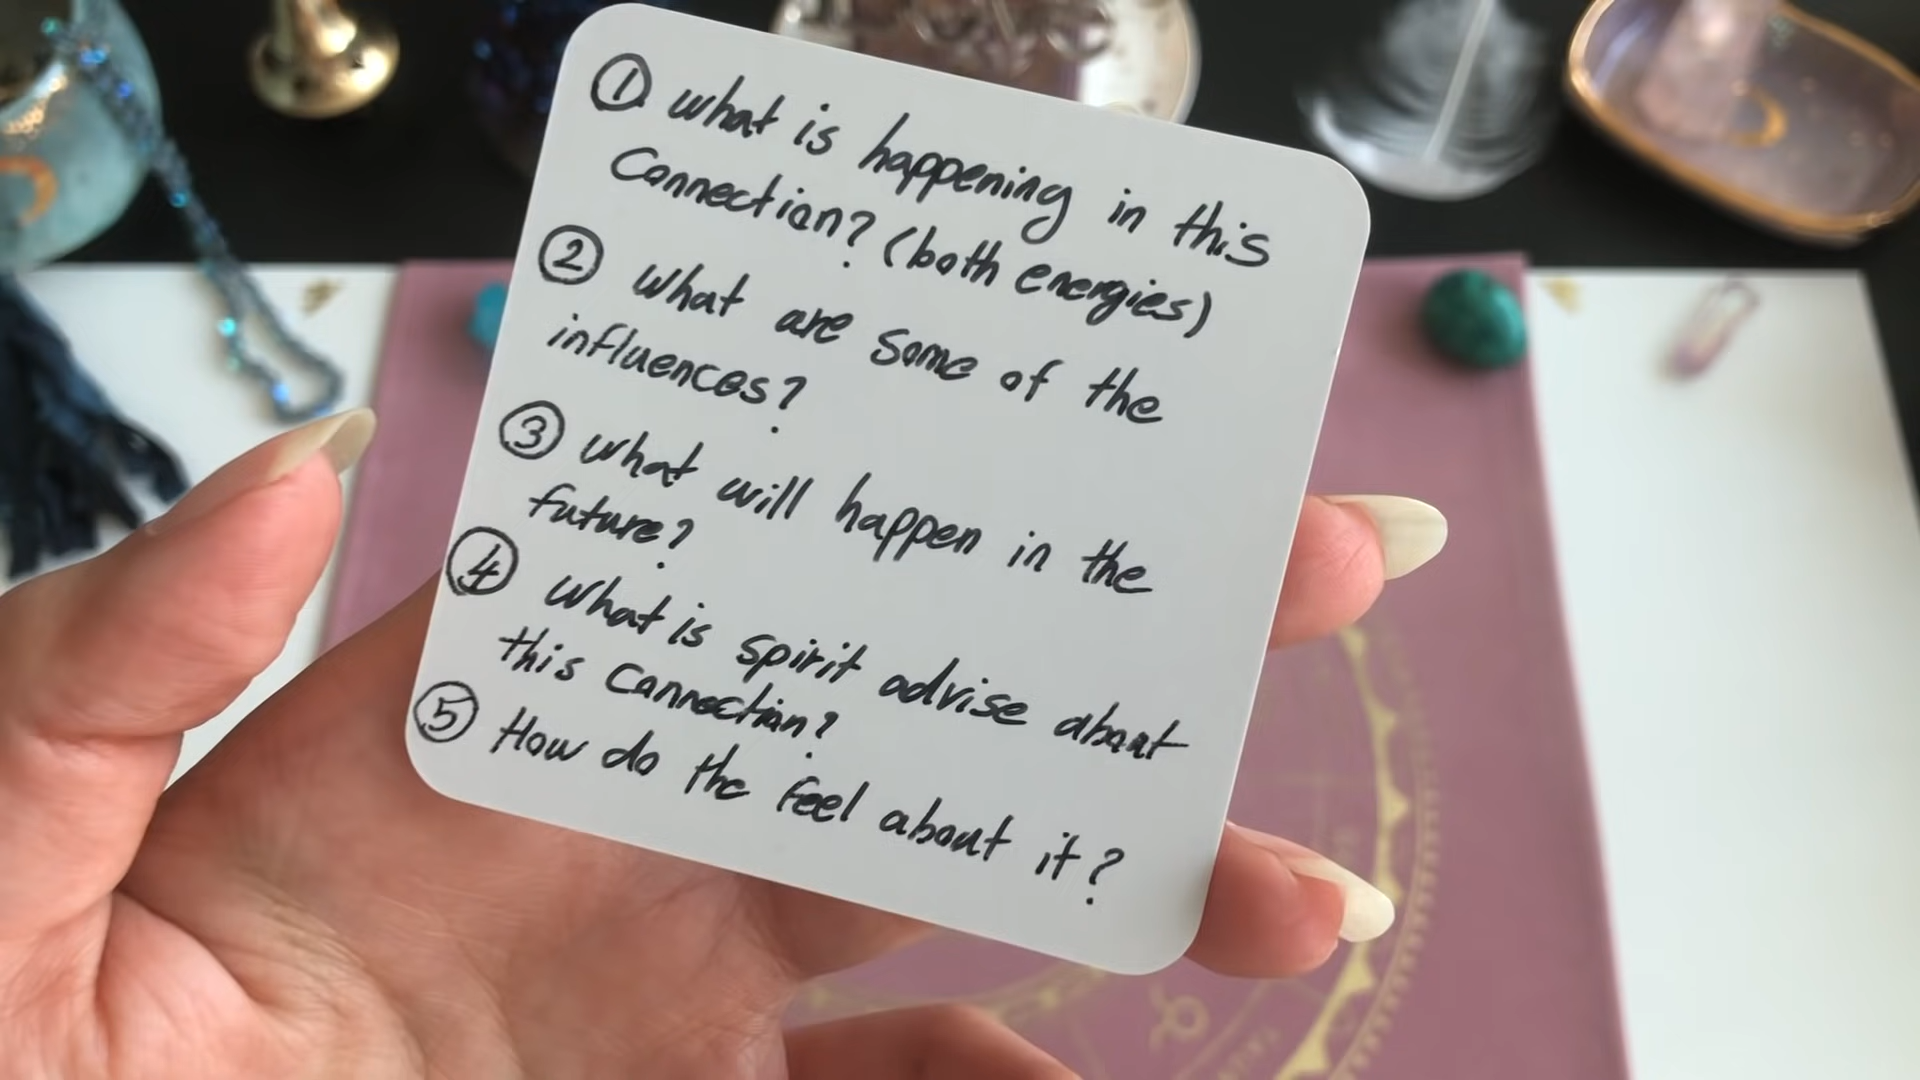 ① what is happening in this
Connection? (both energies)
② What are some of the
influences?
③ what will happen in the
future?
④ What is spirit advise about
this Connection?
⑤ How do the feel about it?